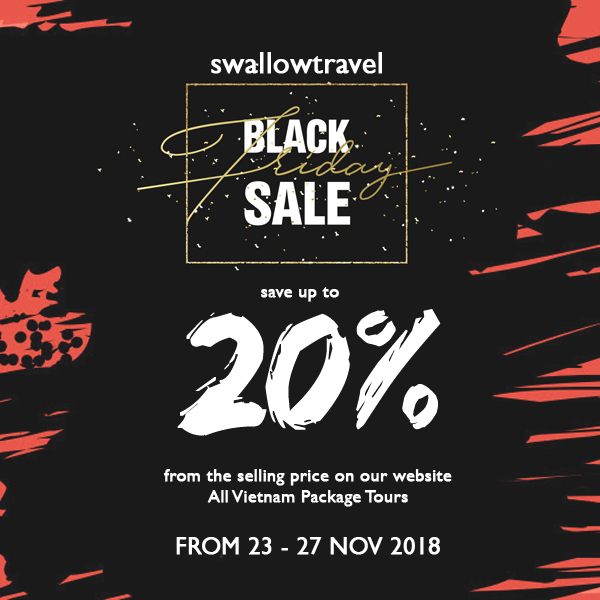 swallowtravel
BLACK
Friday
SALE
save up to
20%
from the selling price on our website
All Vietnam Package Tours
FROM 23 - 27 NOV 2018